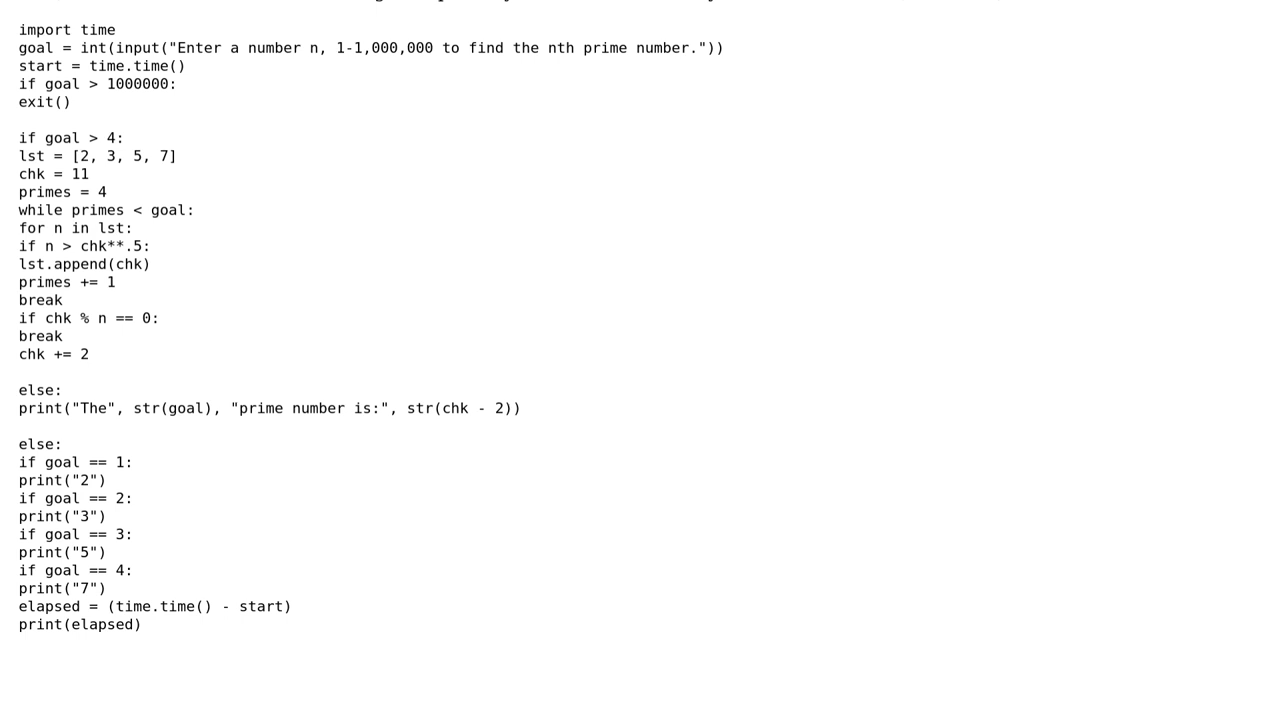 import time
goal = int(input("Enter a number n, 1-1,000,000 to find the nth prime number."))
start = time.time()
if goal > 1000000:
exit()
if goal > 4:
lst = [2, 3, 5, 7]
chk = 11
primes = 4
while primes < goal:
for n in lst:
if n > chk**.5:
lst.append(chk)
primes += 1
break
if chk % n == 0:
break
chk += 2
else:
print("The", str(goal), "prime number is:", str(chk - 2))
else:
if goal == 1:
print("2")
if goal == 2:
print("3")
if goal == 3:
print("5")
if goal == 4:
print("7")
elapsed = (time.time() - start)
print(elapsed)